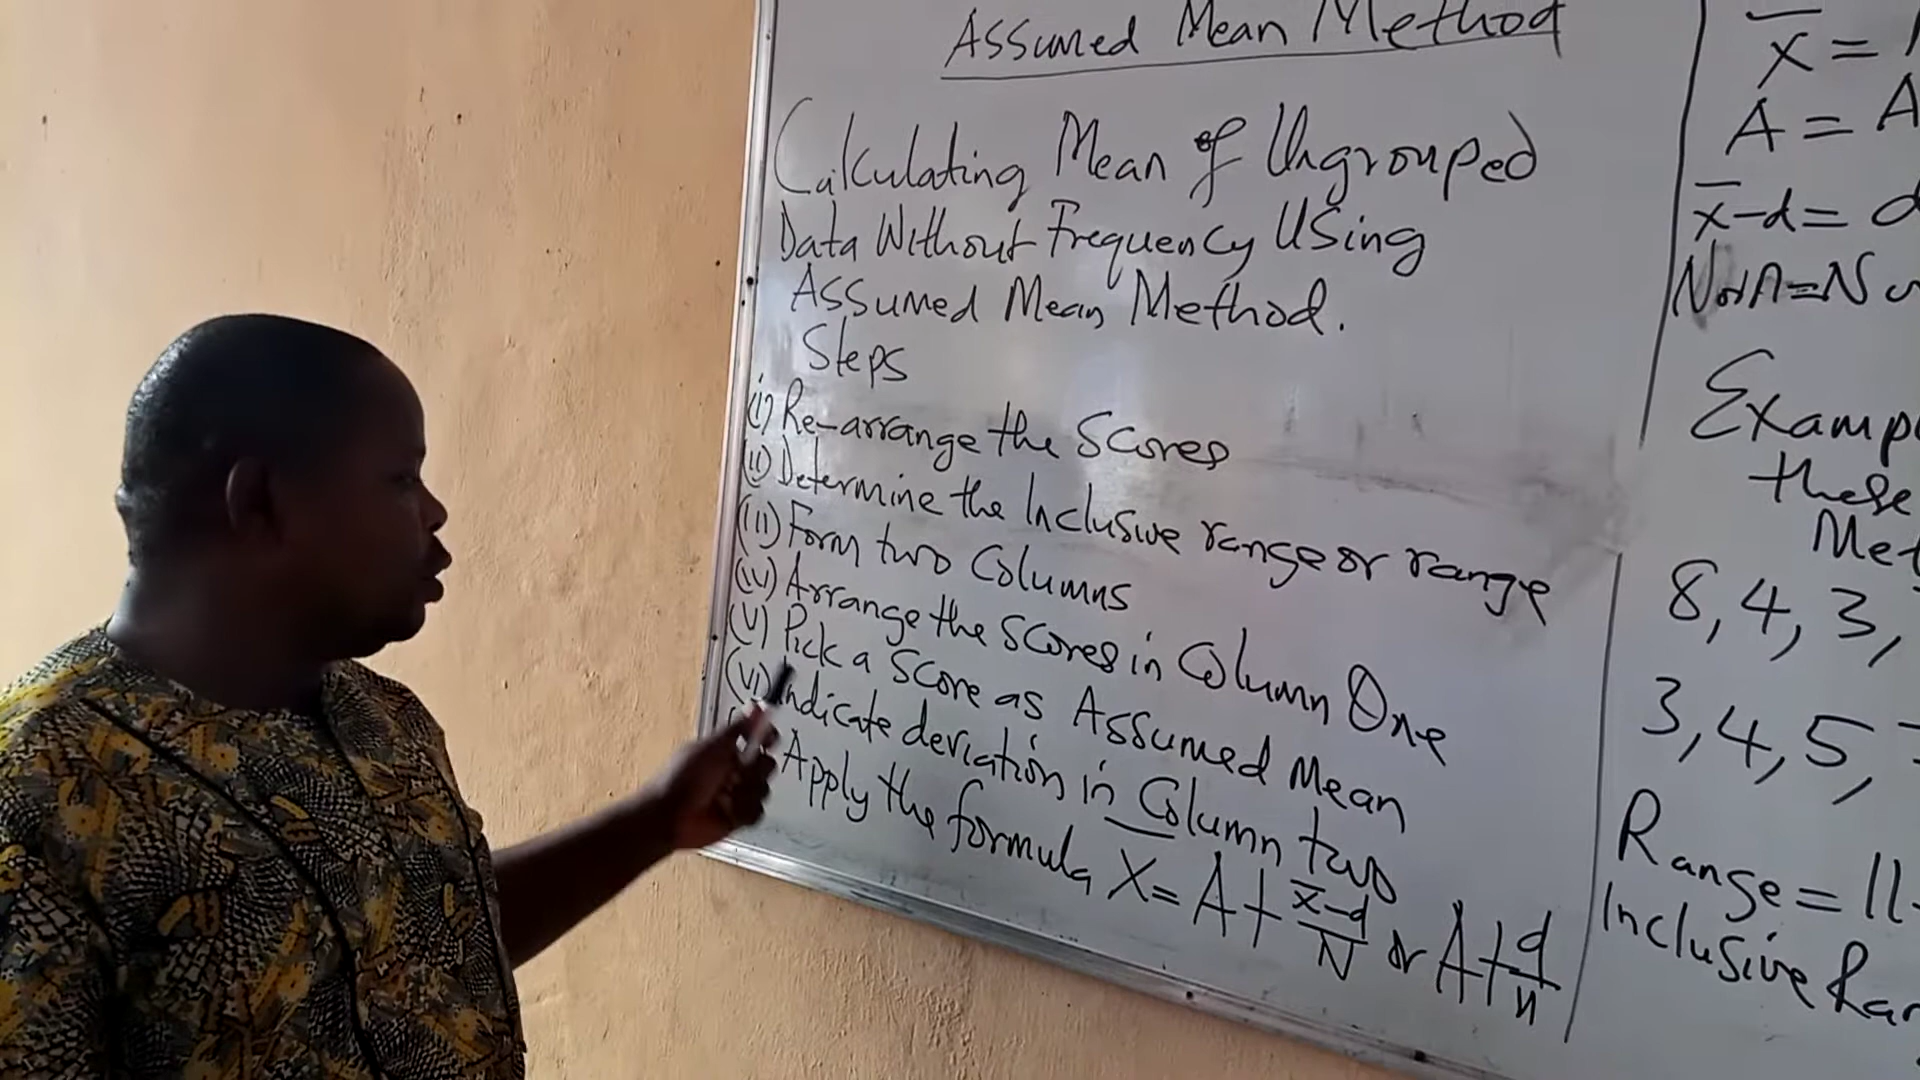 Assumed Mean Method
Calculating Mean of Ungrouped
Data Without Frequency Using
Assumed Mean Method.
Steps
(i) Re-arrange the Scores
(ii) Determine the Inclusive range or range
(iii) Form two Columns
(iv) Arrange the Scores in Column One
(v) Pick a Score as Assumed Mean
(vi) Indicate deviation in Column two
Apply the formula X̄ = A + x̄-d/N or A + d/n
x̄ =
A = A
x̄-d = d
N or n = N
Examp
these
Met
8, 4, 3,
3, 4, 5,
Range = 11-
Inclusive Ran